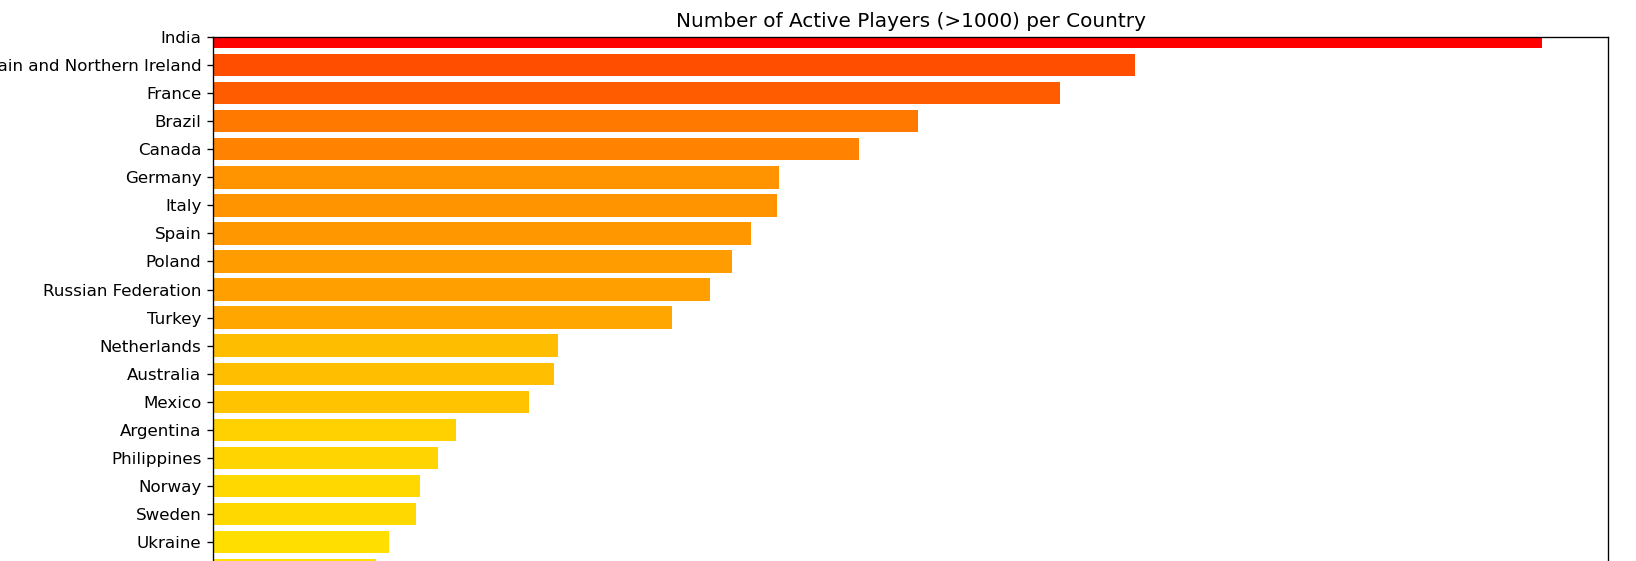 Number of Active Players (>1000) per Country
India
and Northern Ireland
France
Brazil
Canada
Germany
Italy
Spain
Poland
Russian Federation
Turkey
Netherlands
Australia
Mexico
Argentina
Philippines
Norway
Sweden
Ukraine